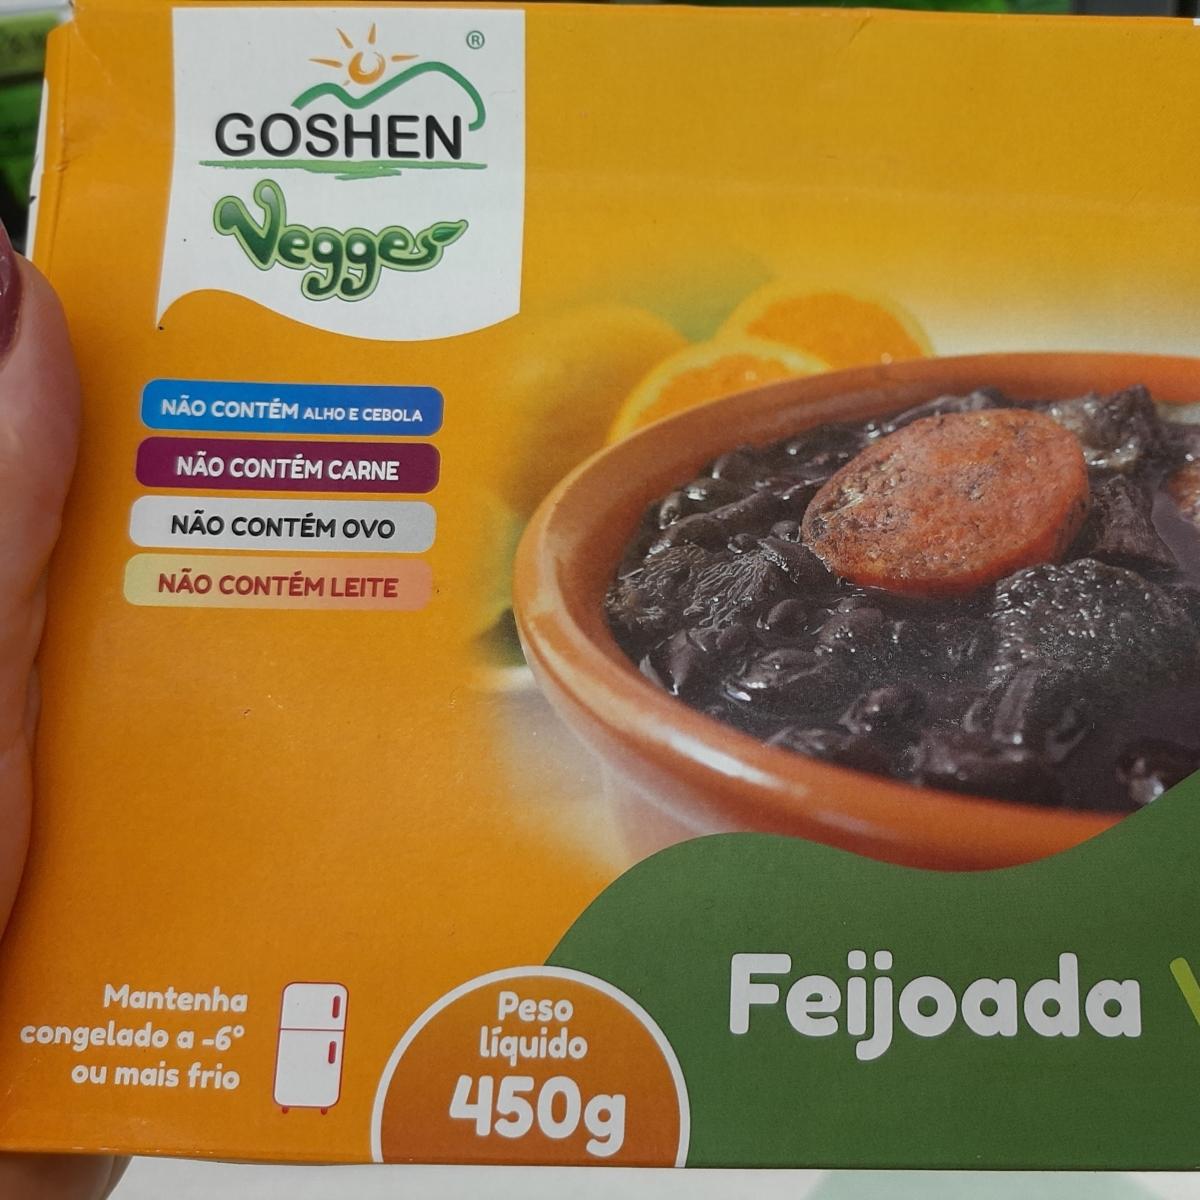 ®
GOSHEN
Vegges
NÃO CONTÉM ALHO E CEBOLA
NÃO CONTÉM CARNE
NÃO CONTÉM OVO
NÃO CONTÉM LEITE
Feijoada
Mantenha
congelado a -6°
ou mais frio
Peso
líquido
450g